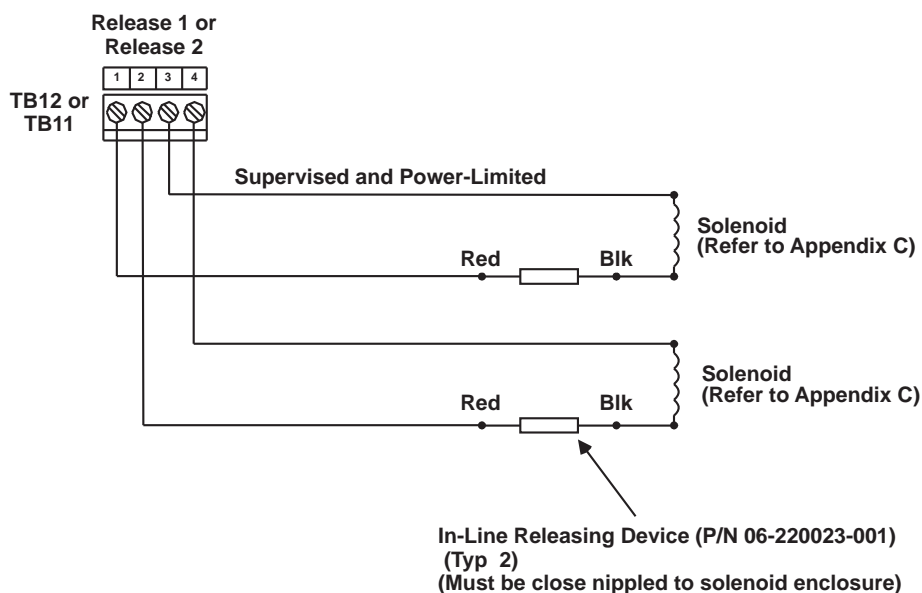 Release 1 or
Release 2
1 2 3 4
TB12 or
TB11
Supervised and Power-Limited
Solenoid
(Refer to Appendix C)
Red Blk
Solenoid
(Refer to Appendix C)
Red Blk
In-Line Releasing Device (P/N 06-220023-001)
(Typ 2)
(Must be close nippled to solenoid enclosure)